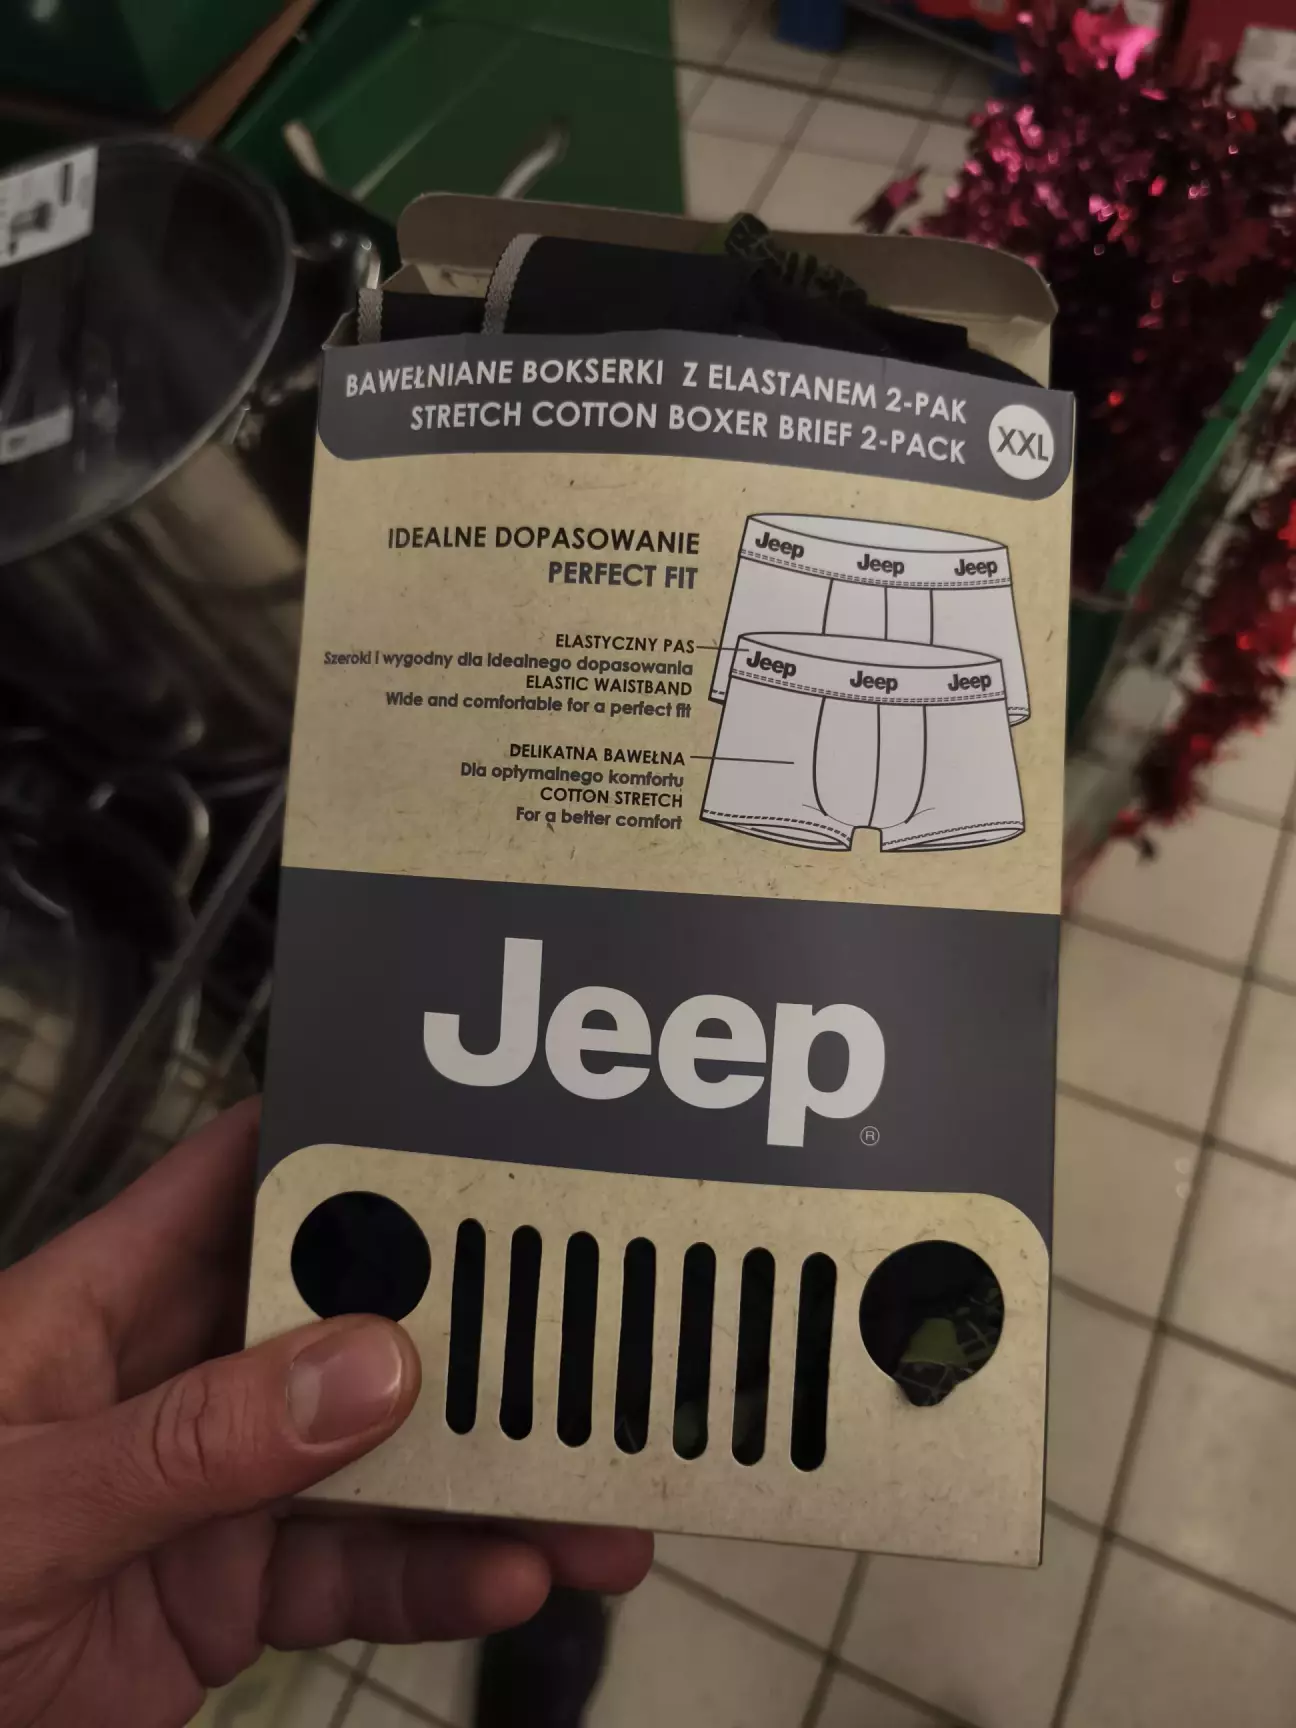 BAWEŁNIANE BOKSERKI Z ELASTANEM 2-PAK
STRETCH COTTON BOXER BRIEF 2-PACK
XXL
IDEALNE DOPASOWANIE
PERFECT FIT
ELASTYCZNY PAS
Szeroki i wygodny dla idealnego dopasowania
ELASTIC WAISTBAND
Wide and comfortable for a perfect fit
DELIKATNA BAWEŁNA
Dla optymalnego komfortu
COTTON STRETCH
For a better comfort
Jeep Jeep Jeep
Jeep Jeep Jeep
Jeep
®